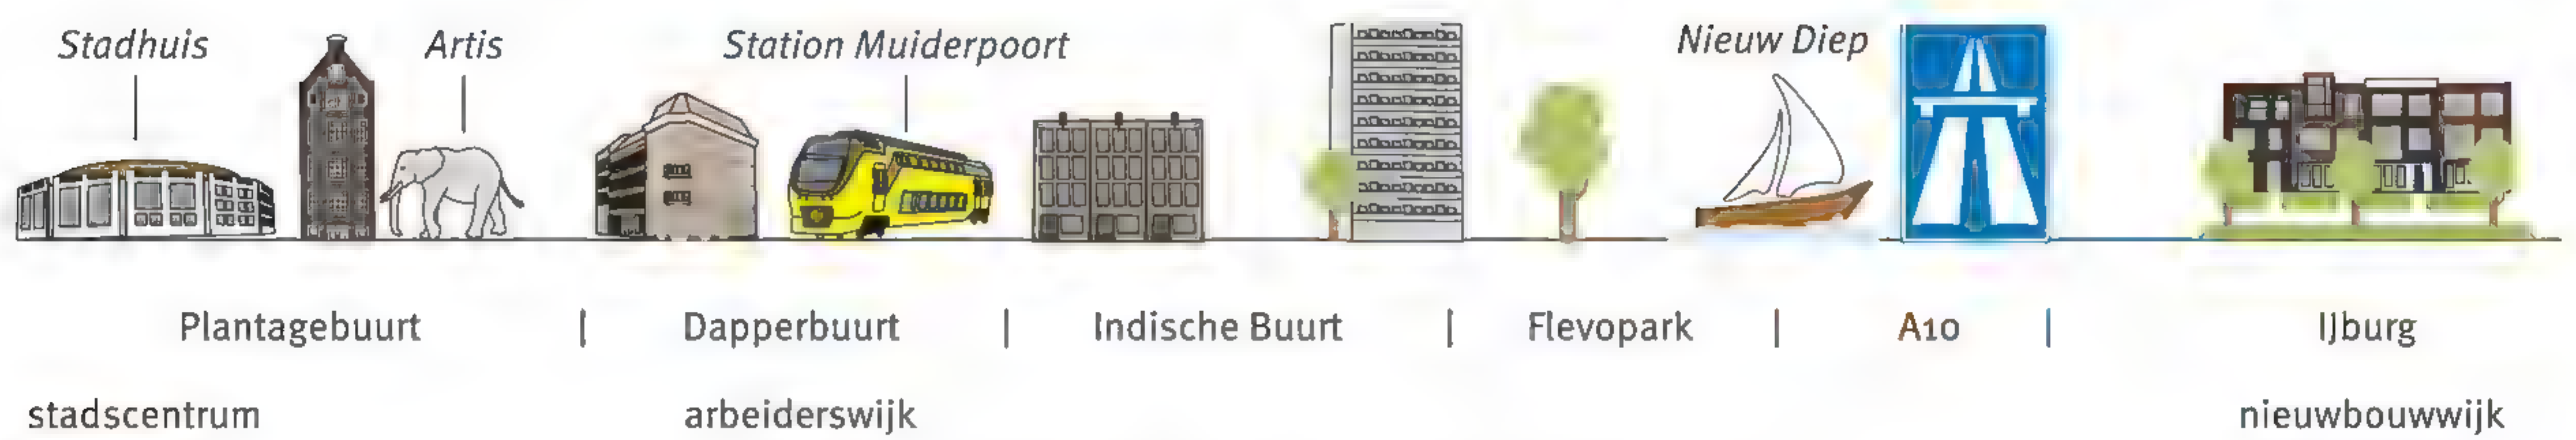 Stadhuis Artis Station Muiderpoort Nieuw Diep
Plantagebuurt | Dapperbuurt | Indische Buurt | Flevopark | A10 | IJburg
stadscentrum arbeiderswijk nieuwbouwwijk